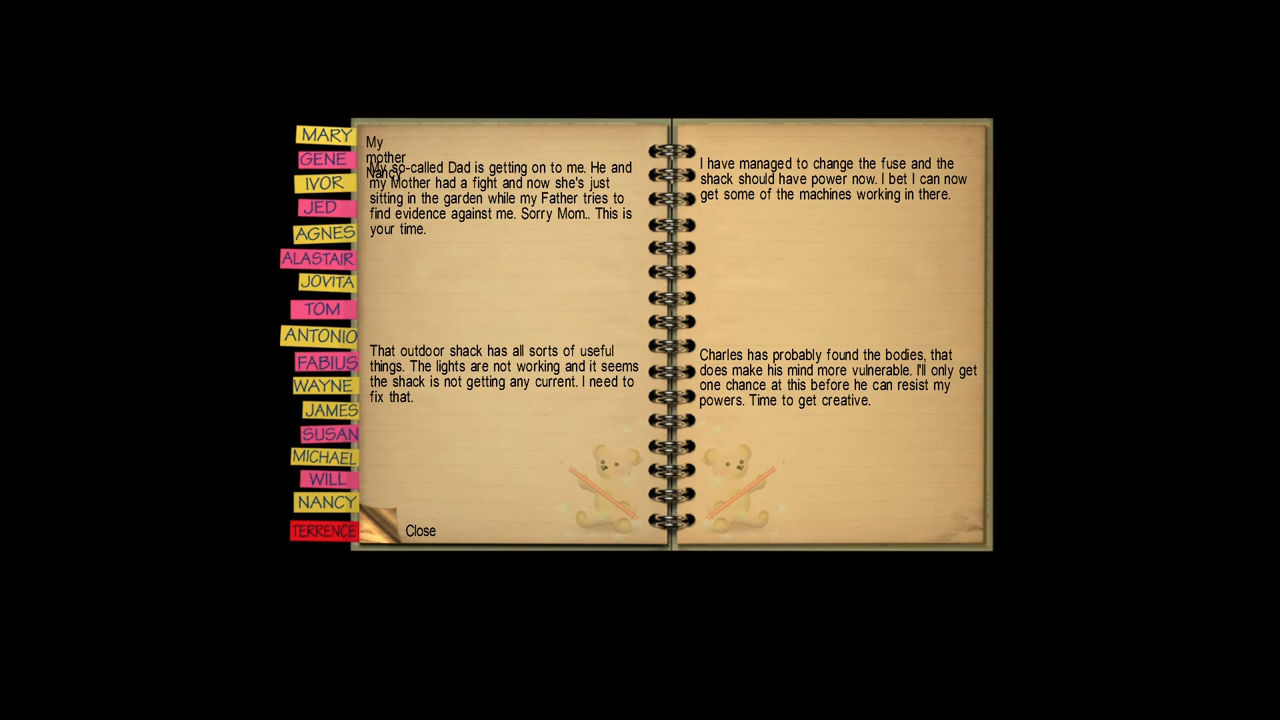 MARY
GENE
IVOR
JED
AGNES
ALASTAIR
JOVITA
TOM
ANTONIO
FABIUS
WAYNE
JAMES
SUSAN
MICHAEL
WILL
NANCY
TERRENCE
My
mother
Nancy
My so-called Dad is getting on to me. He and
my Mother had a fight and now she's just
sitting in the garden while my Father tries to
find evidence against me. Sorry Mom.. This is
your time.
That outdoor shack has all sorts of useful
things. The lights are not working and it seems
the shack is not getting any current. I need to
fix that.
Close
I have managed to change the fuse and the
shack should have power now. I bet I can now
get some of the machines working in there.
Charles has probably found the bodies, that
does make his mind more vulnerable. I'll only get
one chance at this before he can resist my
powers. Time to get creative.